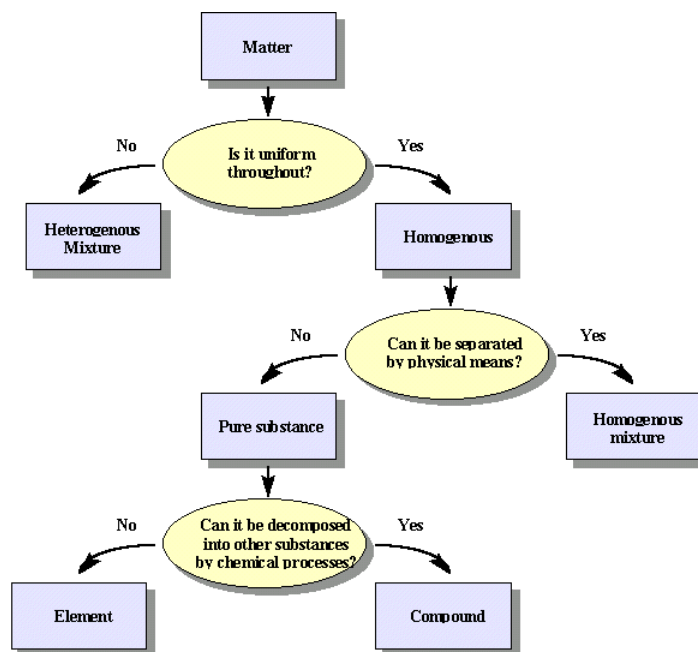 Matter
No
Is it uniform
throughout?
Yes
Heterogenous
Mixture
Homogenous
No
Can it be separated
by physical means?
Yes
Pure substance
Homogenous
mixture
No
Can it be decomposed
into other substances
by chemical processes?
Yes
Element
Compound